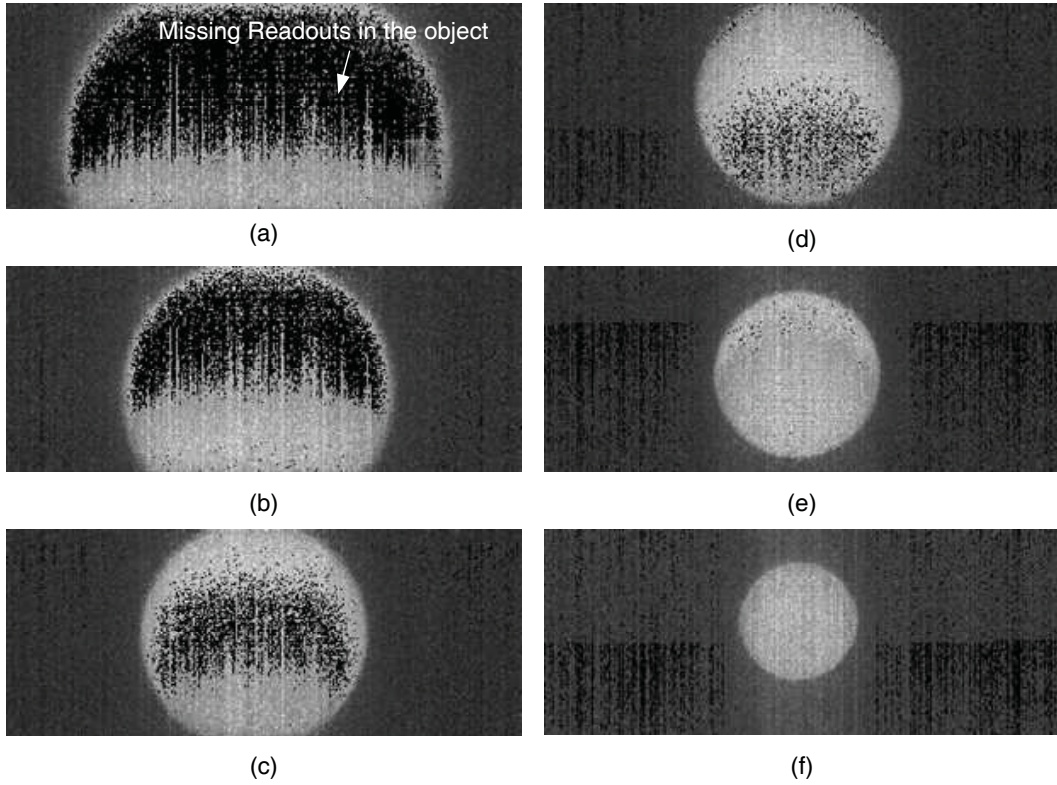 Missing Readouts in the object
(a)
(d)
(b)
(e)
(c)
(f)